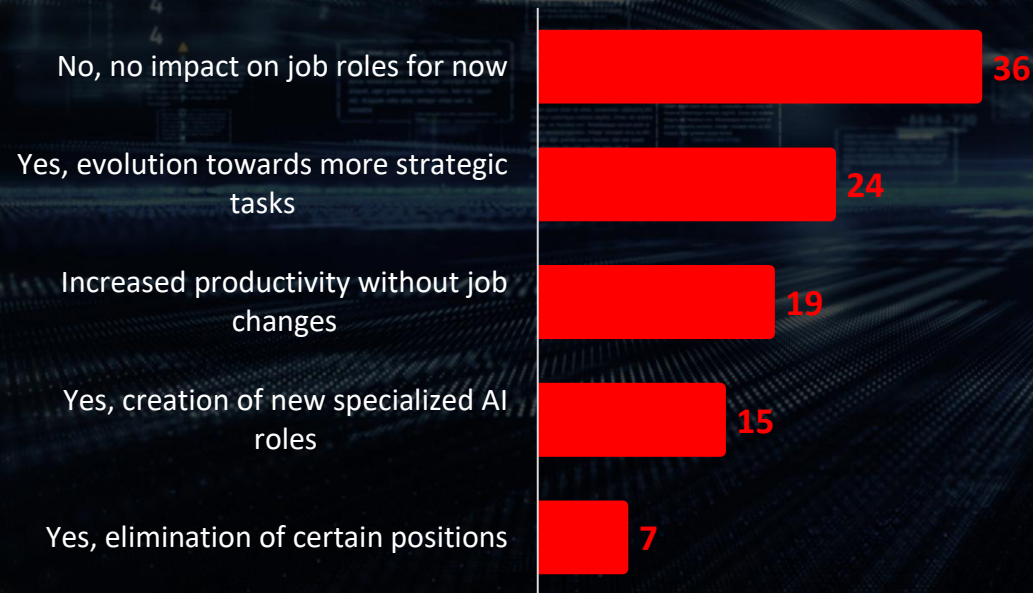 No, no impact on job roles for now
36
Yes, evolution towards more strategic
tasks
24
Increased productivity without job
changes
19
Yes, creation of new specialized AI
roles
15
Yes, elimination of certain positions
7